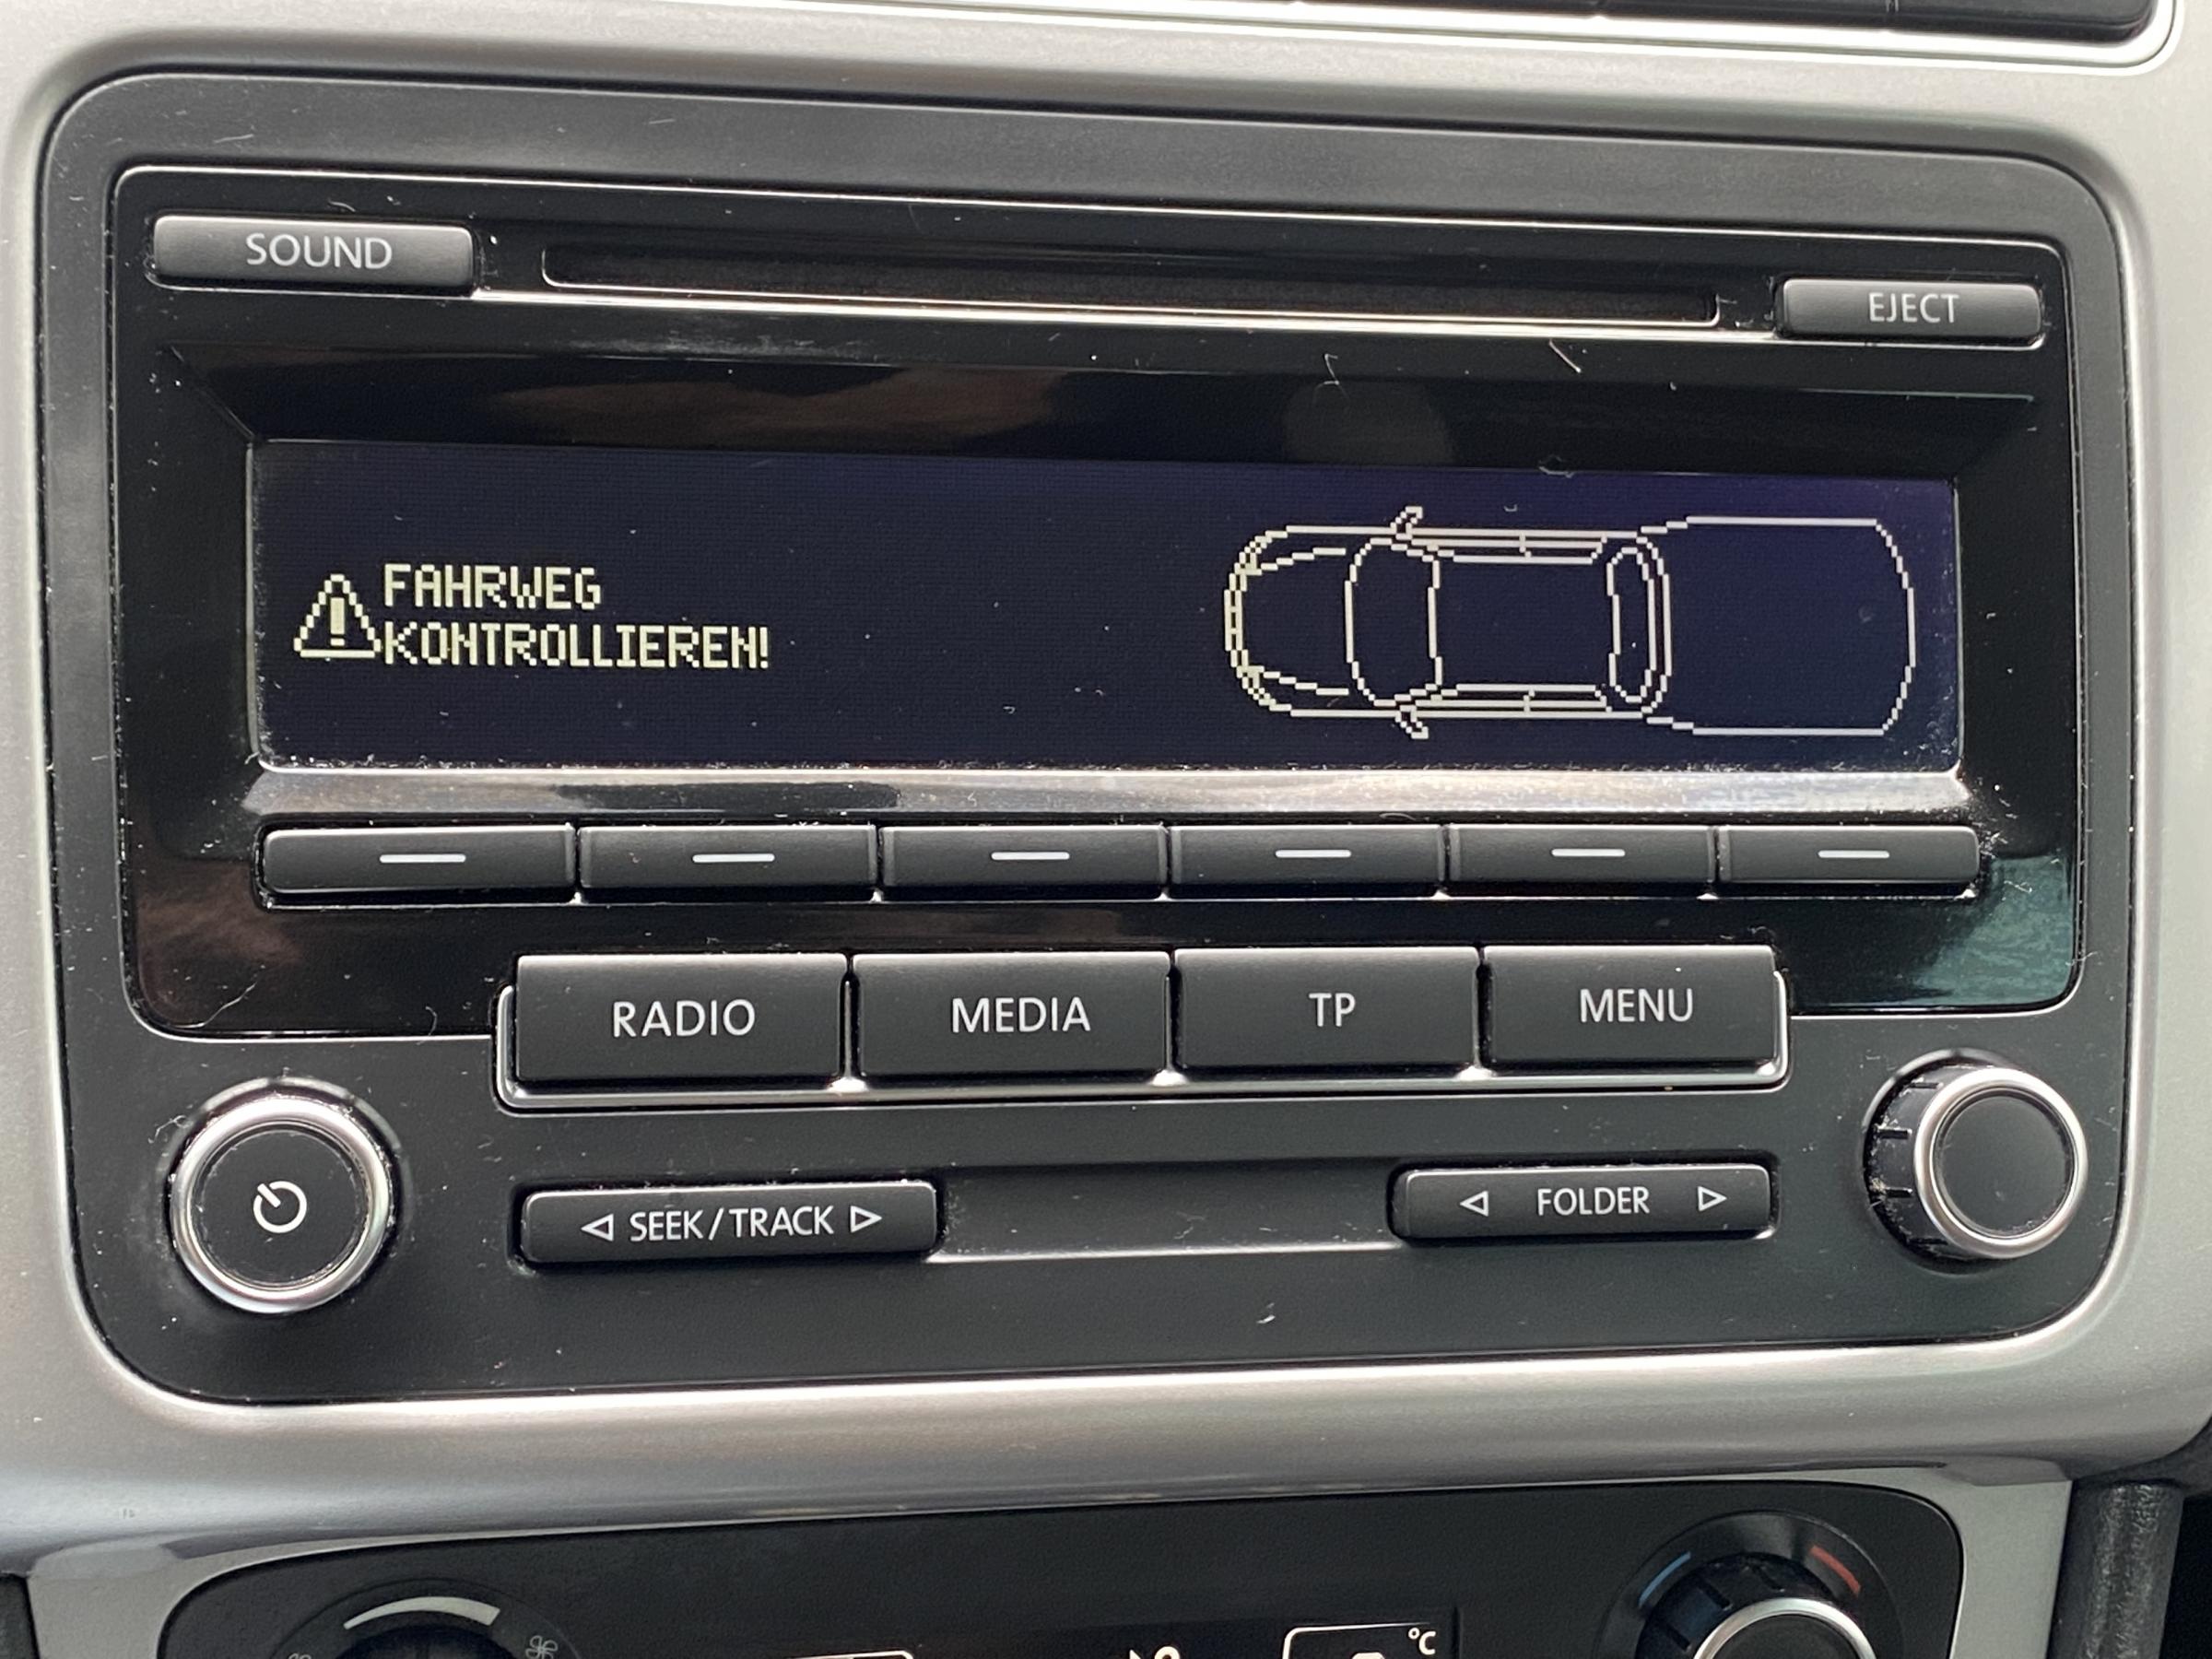 SOUND
EJECT
FAHRWEG
KONTROLLIEREN!
RADIO
MEDIA
TP
MENU
SEEK/TRACK
FOLDER
°C